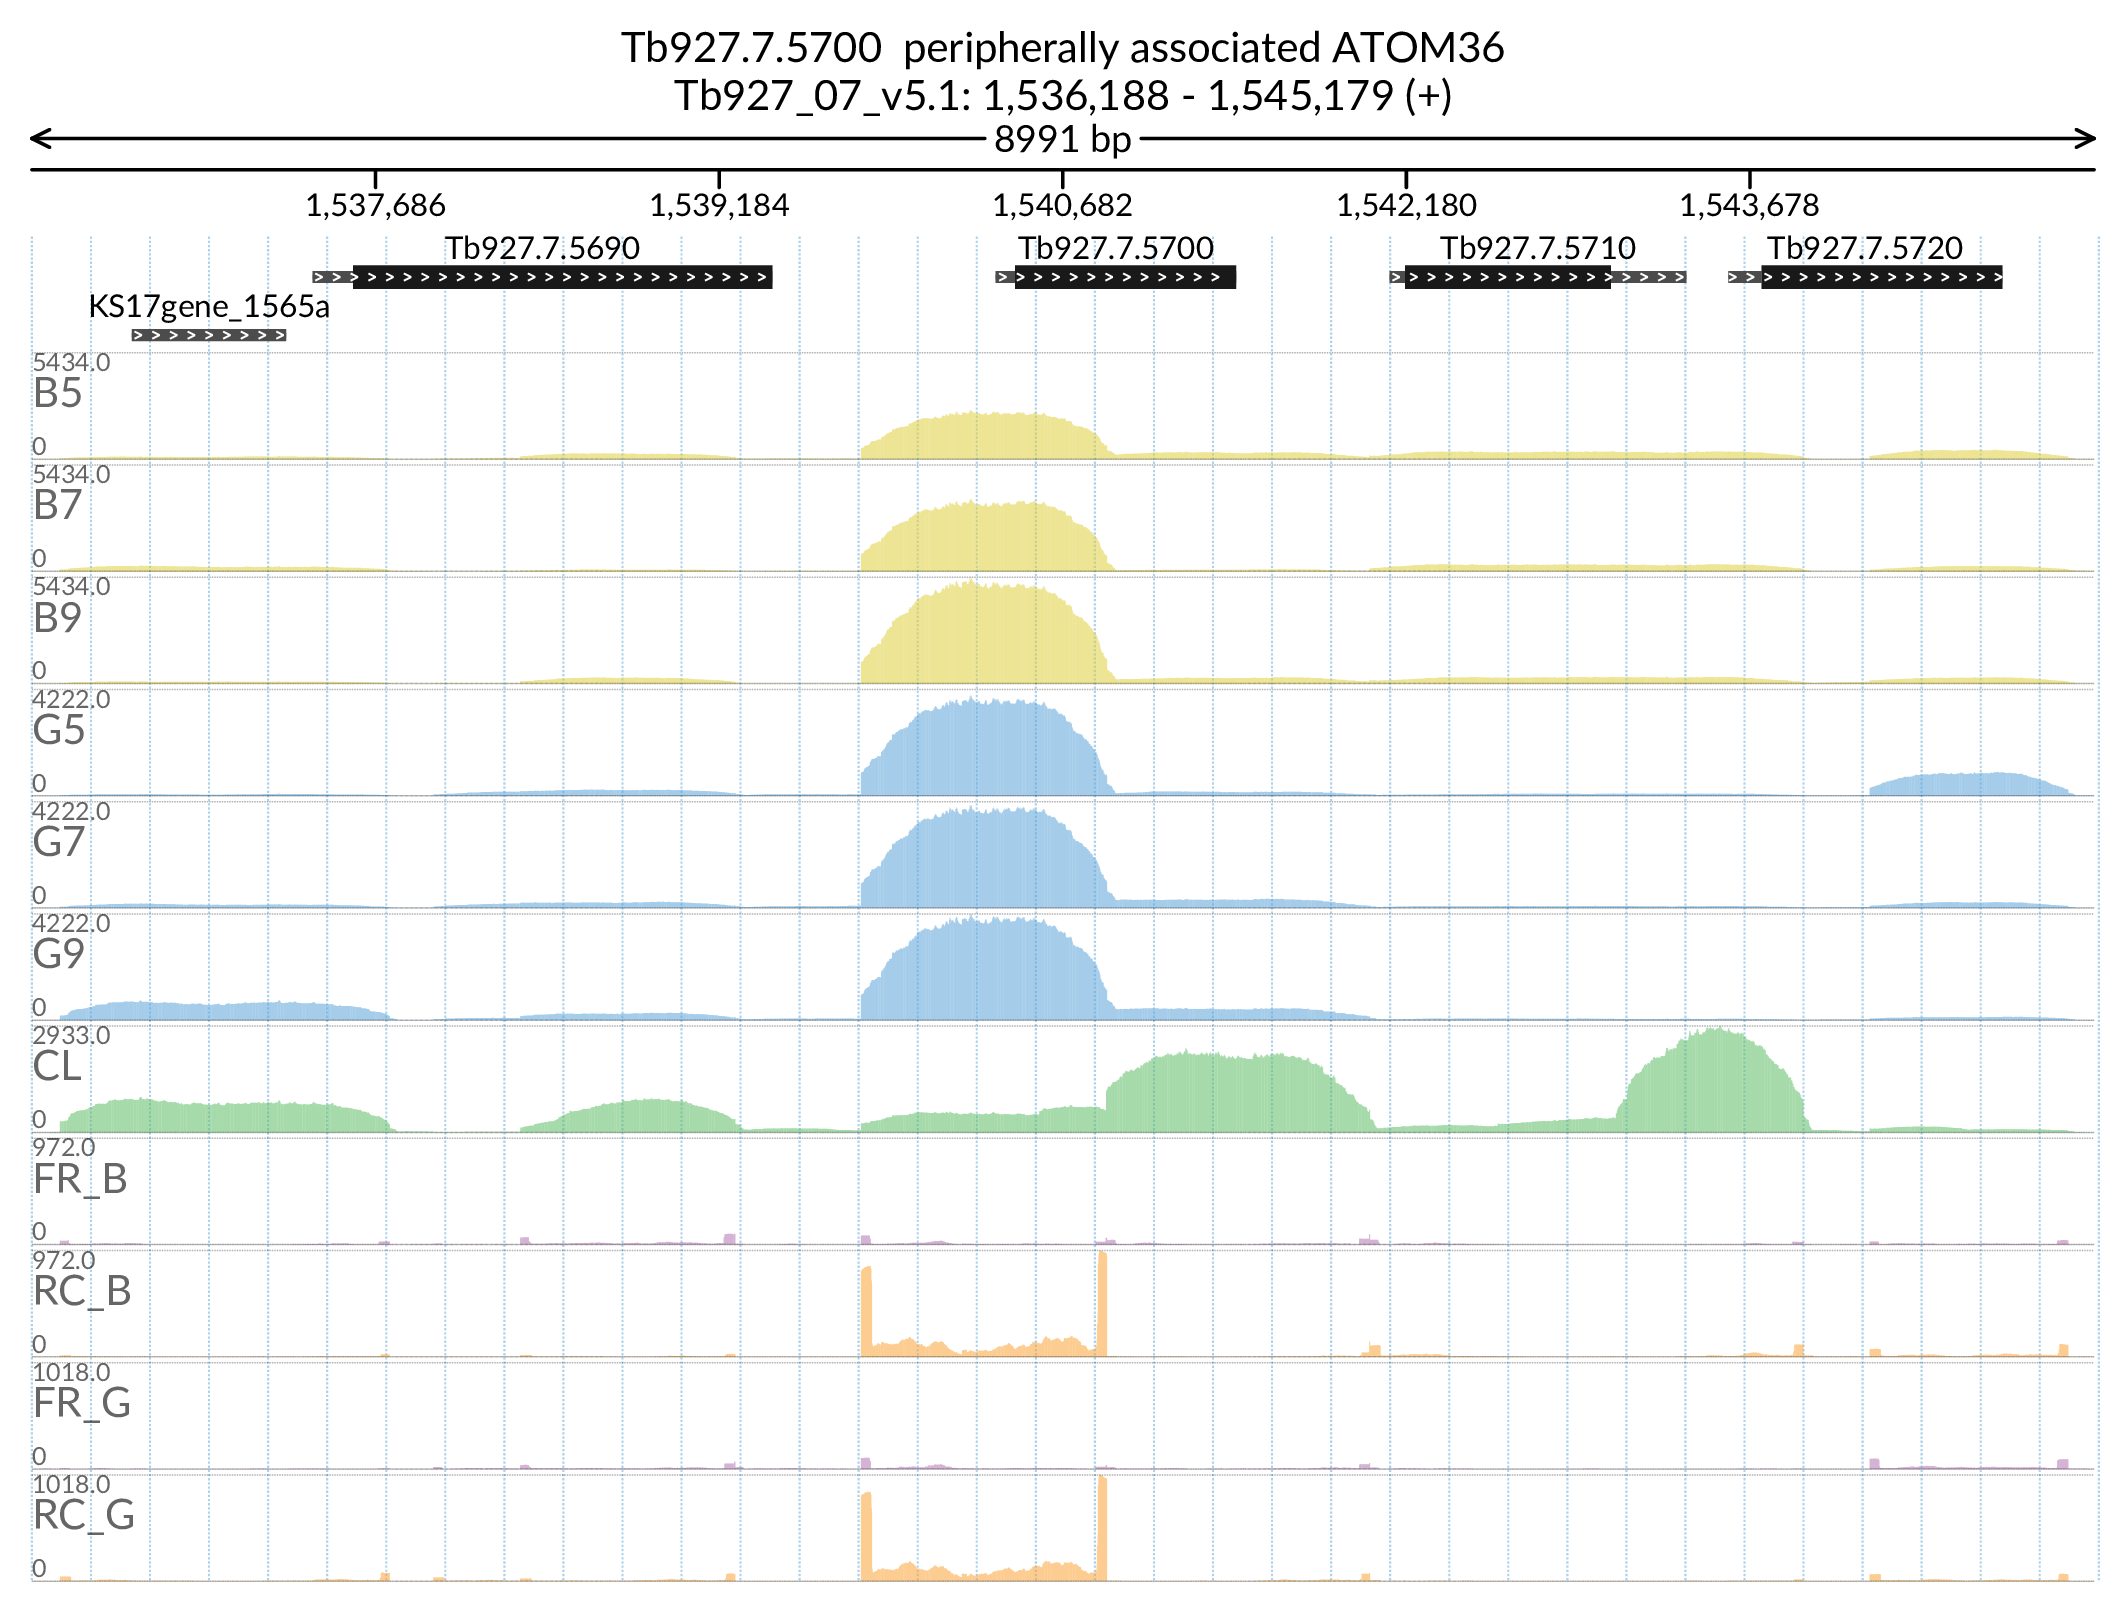 Tb927.7.5700  peripherally associated ATOM36
Tb927_07_v5.1: 1,536,188 - 1,545,179 (+)
8991 bp
1,537,686 1,539,184 1,540,682 1,542,180 1,543,678
Tb927.7.5690 Tb927.7.5700 Tb927.7.5710 Tb927.7.5720
KS17gene_1565a
5434.0
B5
0
5434.0
B7
0
5434.0
B9
0
4222.0
G5
0
4222.0
G7
0
4222.0
G9
0
2933.0
CL
0
972.0
FR_B
0
972.0
RC_B
0
1018.0
FR_G
0
1018.0
RC_G
0